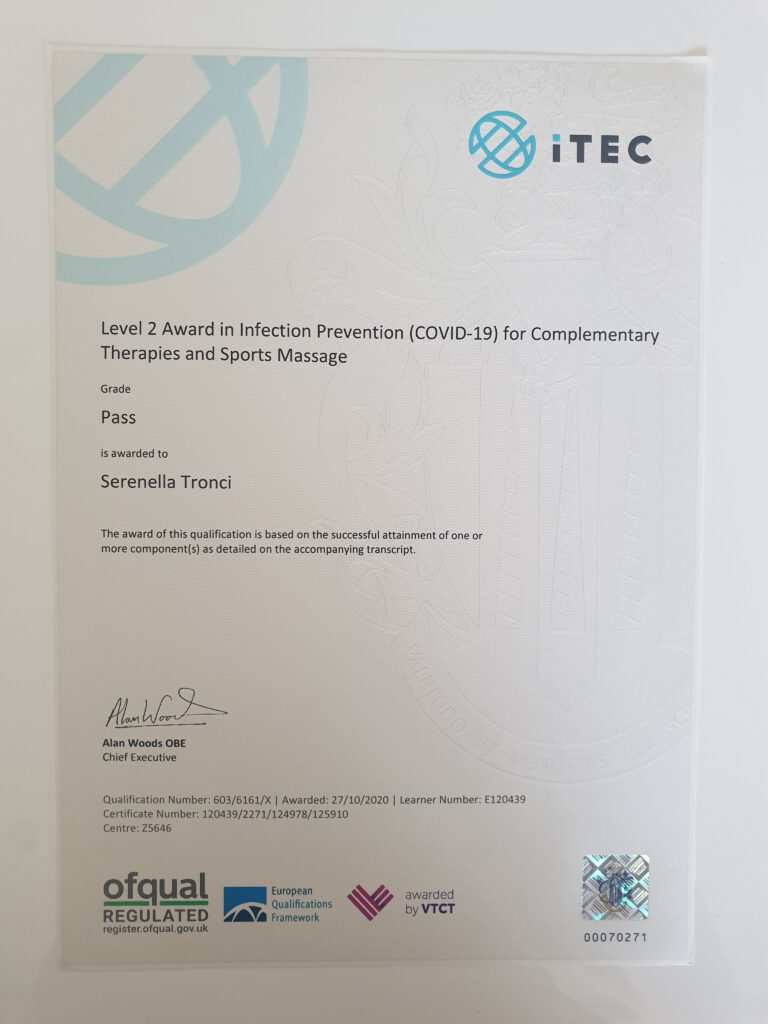 iTEC
Level 2 Award in Infection Prevention (COVID-19) for Complementary
Therapies and Sports Massage
Grade
Pass
is awarded to
Serenella Tronci
The award of this qualification is based on the successful attainment of one or
more component(s) as detailed on the accompanying transcript.
Alan Woods
Alan Woods OBE
Chief Executive
Qualification Number: 603/6161/X | Awarded: 27/10/2020 | Learner Number: E120439
Certificate Number: 120439/2271/124978/125910
Centre: Z5646
ofqual
REGULATED
register.ofqual.gov.uk
European
Qualifications
Framework
awarded
by VTCT
00070271